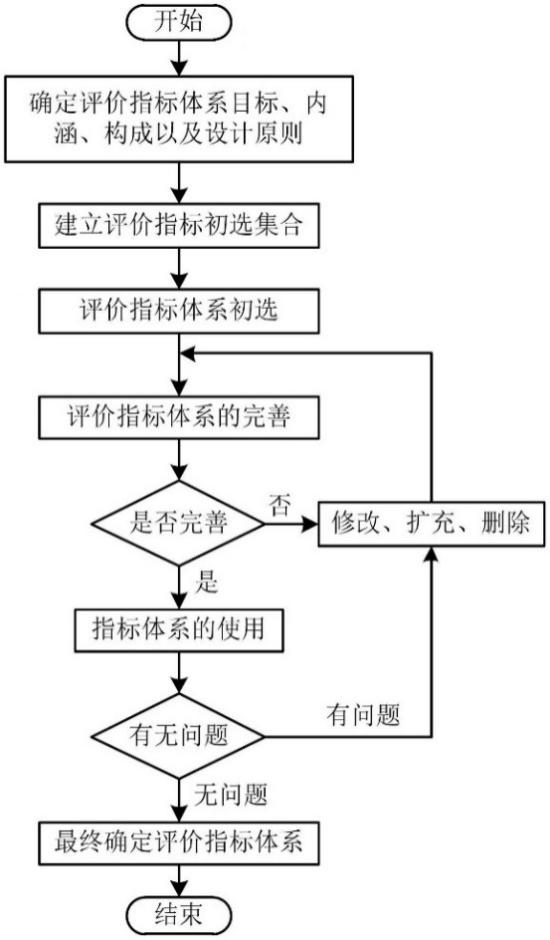 开始
确定评价指标体系目标、内
涵、构成以及设计原则
建立评价指标初选集合
评价指标体系初选
评价指标体系的完善
是否完善
否
修改、扩充、删除
是
指标体系的使用
有无问题
有问题
无问题
最终确定评价指标体系
结束